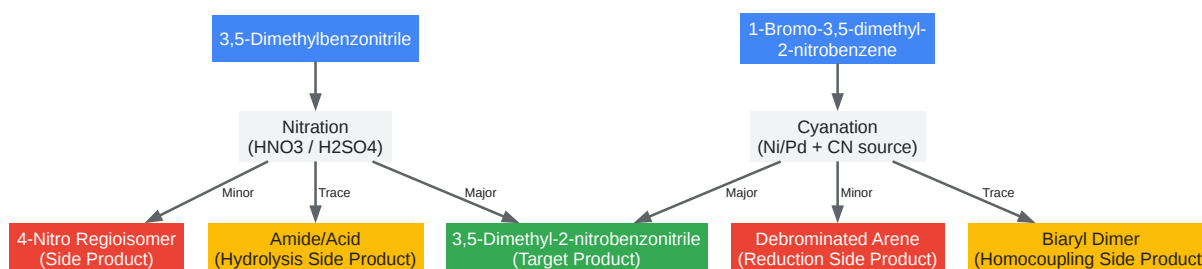 3,5-Dimethylbenzonitrile
1-Bromo-3,5-dimethyl-
2-nitrobenzene
Nitration
(HNO3 / H2SO4)
Cyanation
(Ni/Pd + CN source)
Minor
Trace
Major
Major
Minor
Trace
4-Nitro Regioisomer
(Side Product)
Amide/Acid
(Hydrolysis Side Product)
3,5-Dimethyl-2-nitrobenzonitrile
(Target Product)
Debrominated Arene
(Reduction Side Product)
Biaryl Dimer
(Homocoupling Side Product)